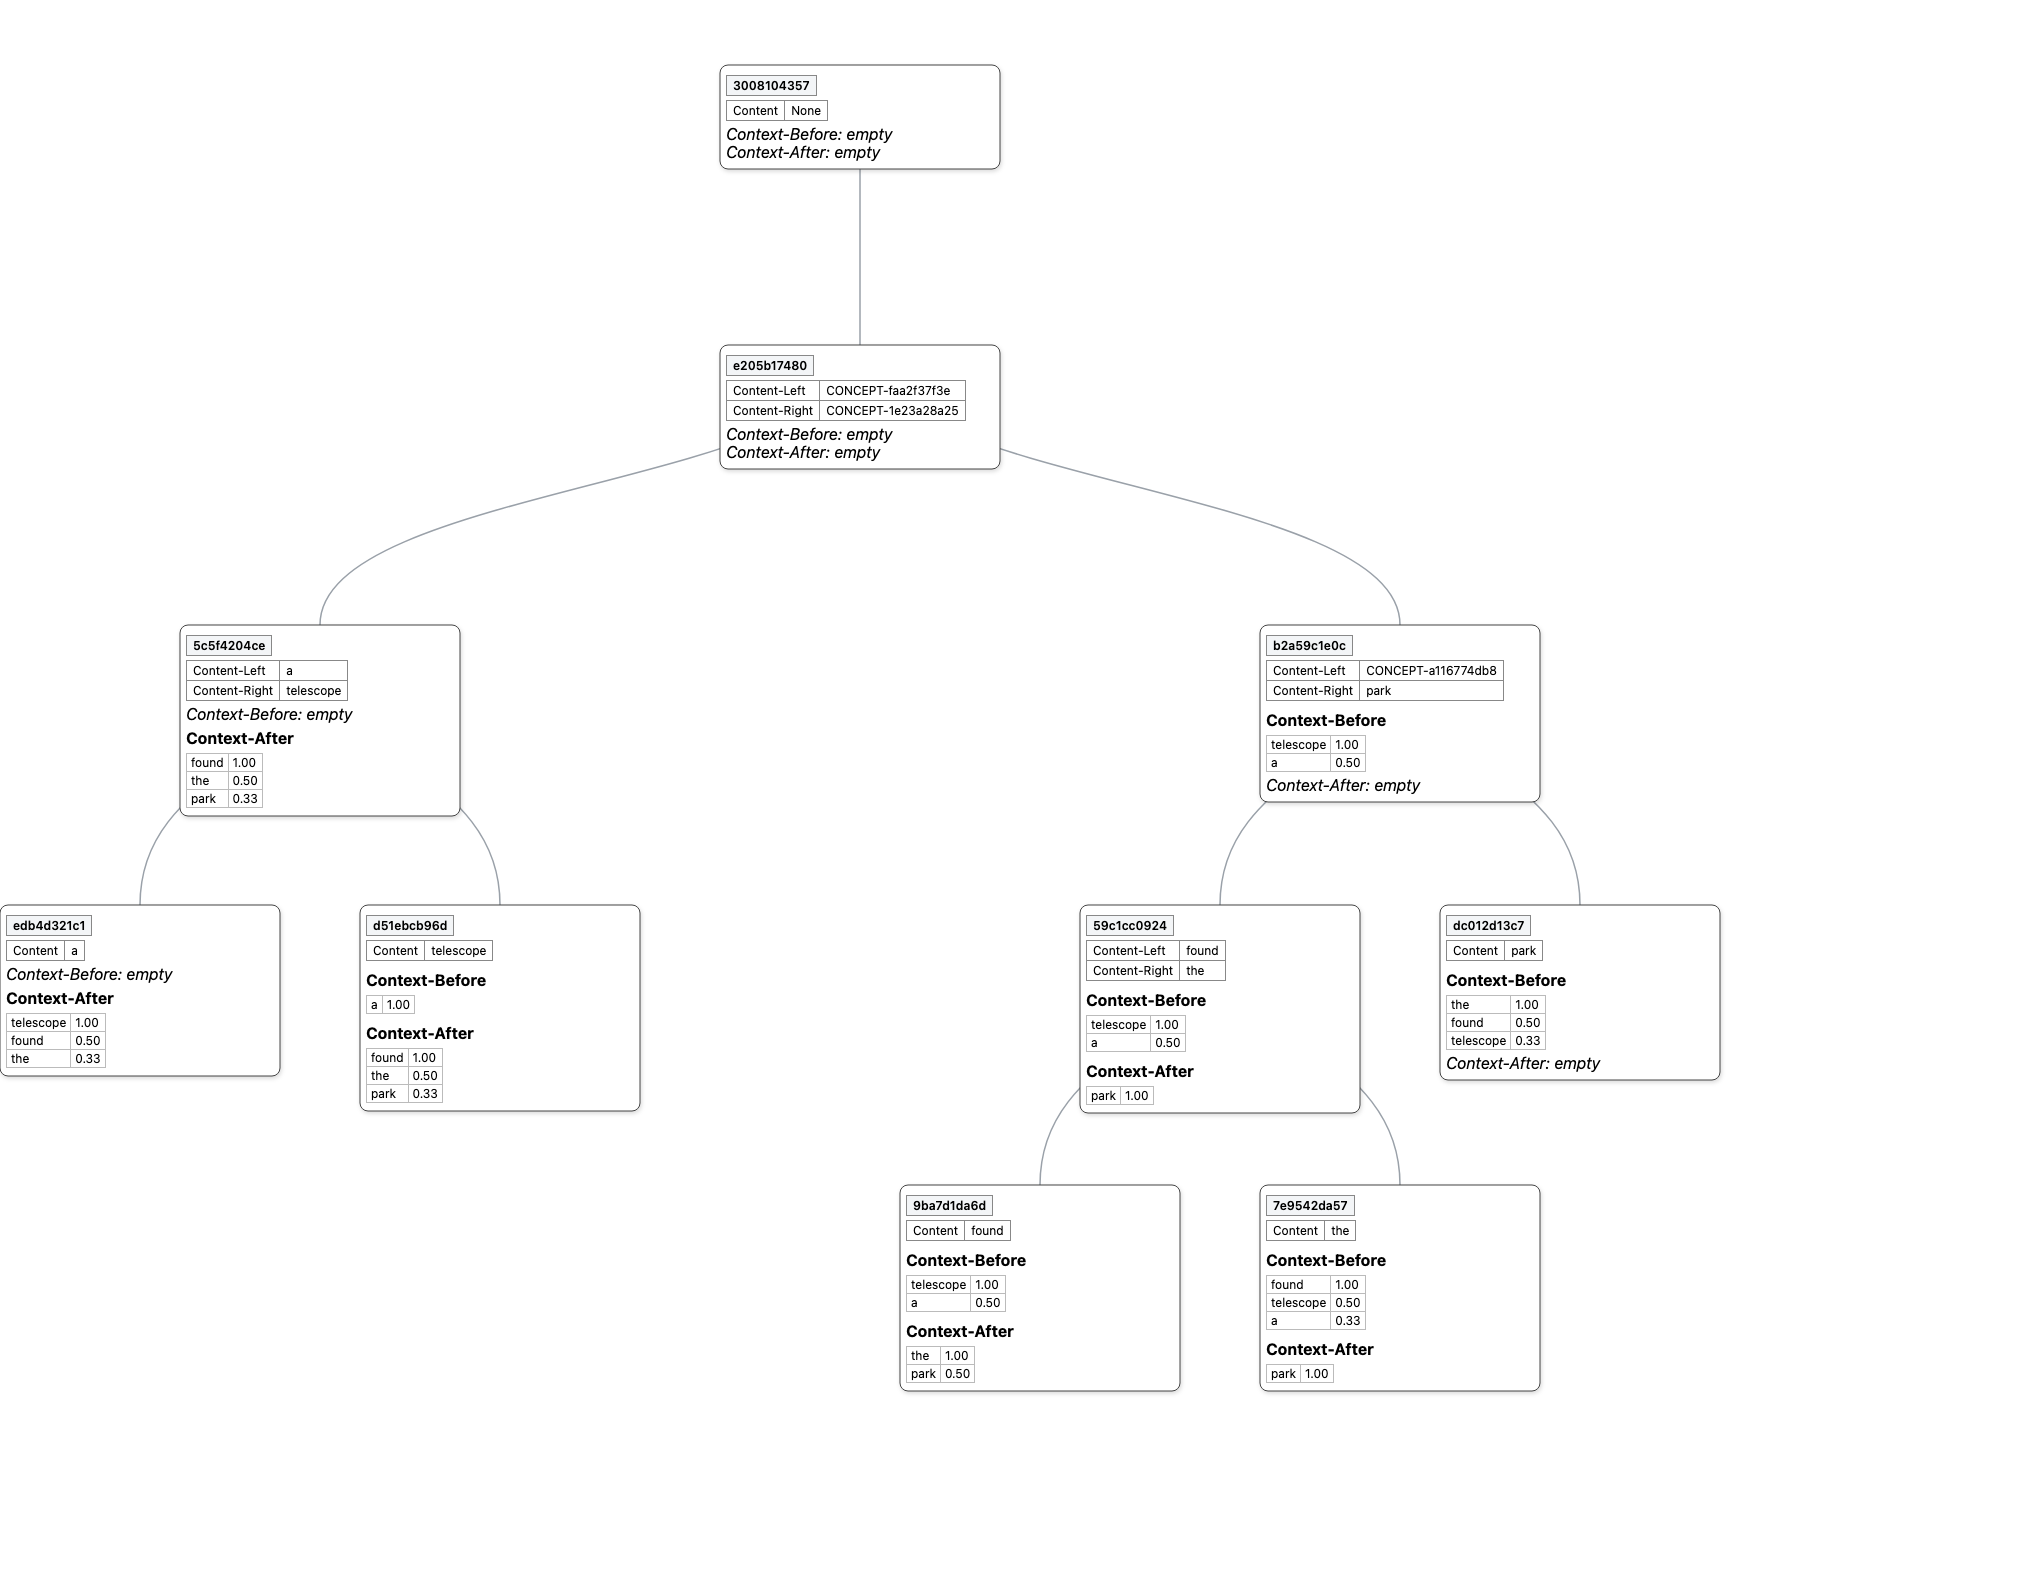 3008104357
Content None
Context-Before: empty
Context-After: empty
e205b17480
Content-Left CONCEPT-faa2f37f3e
Content-Right CONCEPT-1e23a28a25
Context-Before: empty
Context-After: empty
5c5f4204ce
Content-Left a
Content-Right telescope
Context-Before: empty
Context-After
found 1.00
the 0.50
park 0.33
b2a59c1e0c
Content-Left CONCEPT-a116774db8
Content-Right park
Context-Before
telescope 1.00
a 0.50
Context-After: empty
edb4d321c1
Content a
Context-Before: empty
Context-After
telescope 1.00
found 0.50
the 0.33
d51ebcb96d
Content telescope
Context-Before
a 1.00
Context-After
found 1.00
the 0.50
park 0.33
59c1cc0924
Content-Left found
Content-Right the
Context-Before
telescope 1.00
a 0.50
Context-After
park 1.00
dc012d13c7
Content park
Context-Before
the 1.00
found 0.50
telescope 0.33
Context-After: empty
9ba7d1da6d
Content found
Context-Before
telescope 1.00
a 0.50
Context-After
the 1.00
park 0.50
7e9542da57
Content the
Context-Before
found 1.00
telescope 0.50
a 0.33
Context-After
park 1.00